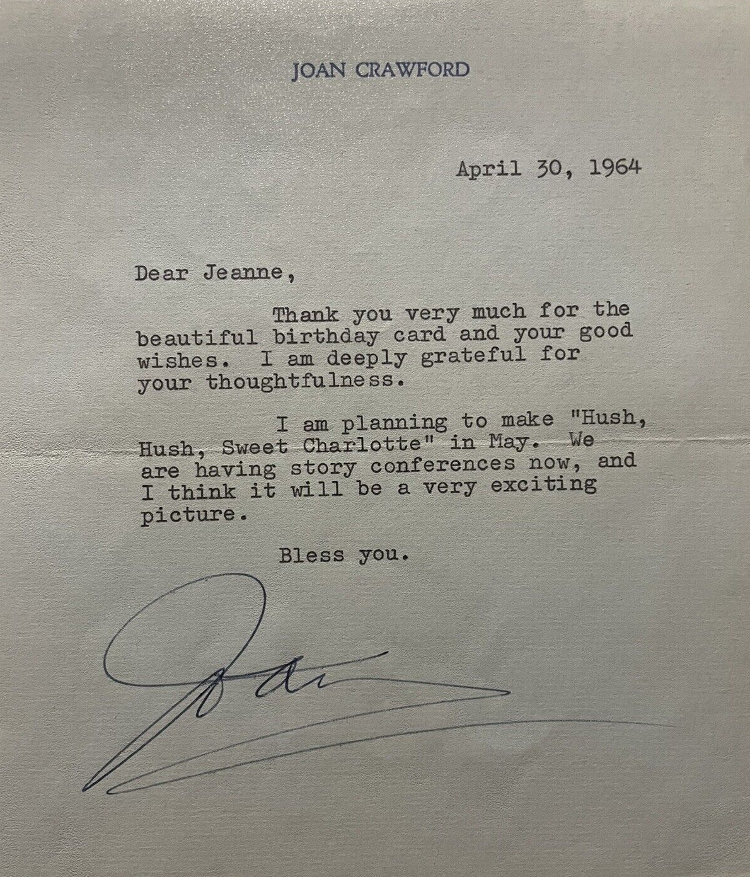 JOAN CRAWFORD
April 30, 1964
Dear Jeanne,
Thank you very much for the
beautiful birthday card and your good
wishes. I am deeply grateful for
your thoughtfulness.
I am planning to make "Hush,
Hush, Sweet Charlotte" in May. We
are having story conferences now, and
I think it will be a very exciting
picture.
Bless you.
Joan